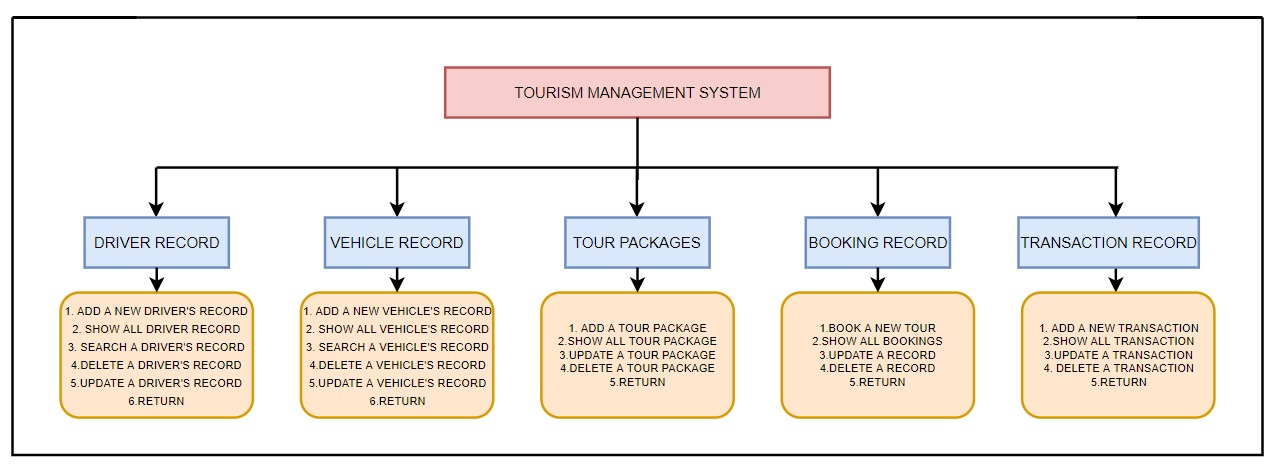 TOURISM MANAGEMENT SYSTEM
DRIVER RECORD
VEHICLE RECORD
TOUR PACKAGES
BOOKING RECORD
TRANSACTION RECORD
1. ADD A NEW DRIVER'S RECORD
2. SHOW ALL DRIVER RECORD
3. SEARCH A DRIVER'S RECORD
4.DELETE A DRIVER'S RECORD
5.UPDATE A DRIVER'S RECORD
6.RETURN
1. ADD A NEW VEHICLE'S RECORD
2. SHOW ALL VEHICLE'S RECORD
3. SEARCH A VEHICLE'S RECORD
4.DELETE A VEHICLE'S RECORD
5.UPDATE A VEHICLE'S RECORD
6.RETURN
1. ADD A TOUR PACKAGE
2.SHOW ALL TOUR PACKAGE
3.UPDATE A TOUR PACKAGE
4.DELETE A TOUR PACKAGE
5.RETURN
1.BOOK A NEW TOUR
2.SHOW ALL BOOKINGS
3.UPDATE A RECORD
4.DELETE A RECORD
5.RETURN
1. ADD A NEW TRANSACTION
2.SHOW ALL TRANSACTION
3.UPDATE A TRANSACTION
4. DELETE A TRANSACTION
5.RETURN